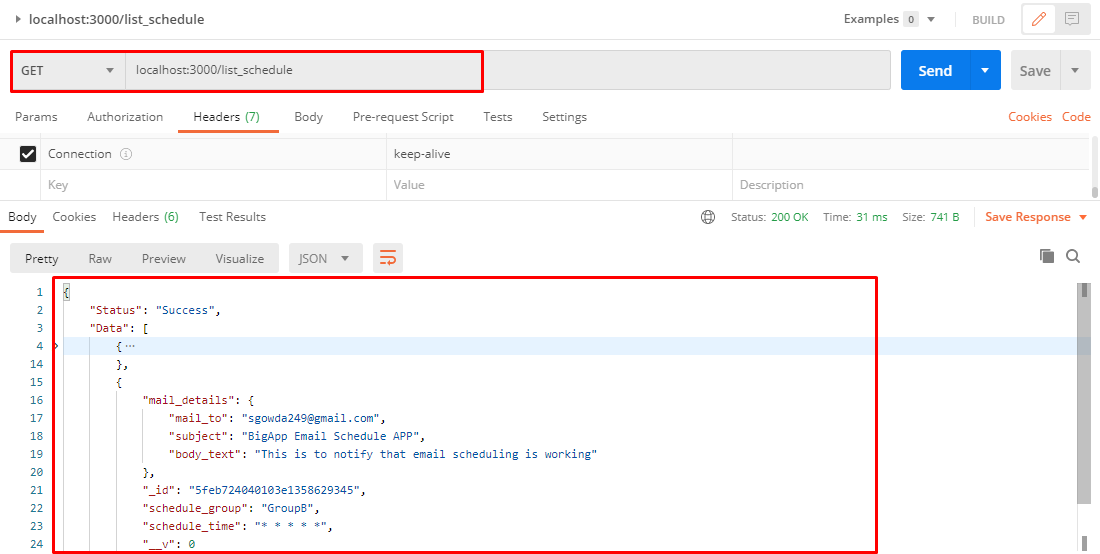 localhost:3000/list_schedule
Examples 0 BUILD
GET localhost:3000/list_schedule Send Save
Params Authorization Headers (7) Body Pre-request Script Tests Settings Cookies Code
Connection keep-alive
Key Value Description
Body Cookies Headers (6) Test Results Status: 200 OK Time: 31 ms Size: 741 B Save Response
Pretty Raw Preview Visualize JSON
1 {
2 "Status": "Success",
3 "Data": [
4 { ...
14 },
15 {
16 "mail_details": {
17 "mail_to": "sgowda249@gmail.com",
18 "subject": "BigApp Email Schedule APP",
19 "body_text": "This is to notify that email scheduling is working"
20 },
21 "_id": "5feb724040103e1358629345",
22 "schedule_group": "GroupB",
23 "schedule_time": "* * * * *",
24 "__v": 0